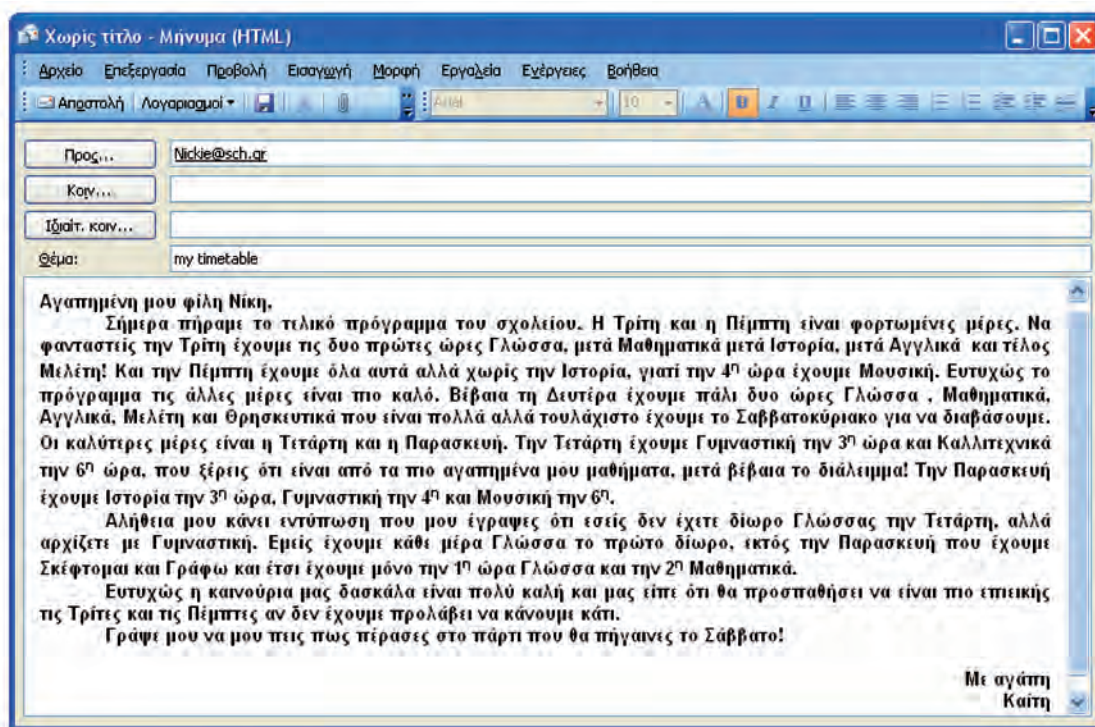 Χωρίς τίτλο - Μήνυμα (HTML)
Αρχείο Επεξεργασία Προβολή Εισαγωγή Μορφή Εργαλεία Ενέργειες Βοήθεια
Αποστολή Λογαριασμοί Arial 10 A B I U
Προς... Nickie@sch.gr
Κοιν...
Ιδιαίτ. κοιν...
Θέμα: my timetable
Αγαπημένη μου φίλη Νίκη,
Σήμερα πήραμε το τελικό πρόγραμμα του σχολείου. Η Τρίτη και η Πέμπτη είναι φορτωμένες μέρες. Να
φανταστείς την Τρίτη έχουμε τις δυο πρώτες ώρες Γλώσσα, μετά Μαθηματικά μετά Ιστορία, μετά Αγγλικά και τέλος
Μελέτη! Και την Πέμπτη έχουμε όλα αυτά αλλά χωρίς την Ιστορία, γιατί την 4η ώρα έχουμε Μουσική. Ευτυχώς το
πρόγραμμα τις άλλες μέρες είναι πιο καλό. Βέβαια τη Δευτέρα έχουμε πάλι δυο ώρες Γλώσσα , Μαθηματικά,
Αγγλικά, Μελέτη και Θρησκευτικά που είναι πολλά αλλά τουλάχιστο έχουμε το Σαββατοκύριακο για να διαβάσουμε.
Οι καλύτερες μέρες είναι η Τετάρτη και η Παρασκευή. Την Τετάρτη έχουμε Γυμναστική την 3η ώρα και Καλλιτεχνικά
την 6η ώρα, που ξέρεις ότι είναι από τα πιο αγαπημένα μου μαθήματα, μετά βέβαια το διάλειμμα! Την Παρασκευή
έχουμε Ιστορία την 3η ώρα, Γυμναστική την 4η και Μουσική την 6η.
Αλήθεια μου κάνει εντύπωση που μου έγραψες ότι εσείς δεν έχετε δίωρο Γλώσσας την Τετάρτη, αλλά
αρχίζετε με Γυμναστική. Εμείς έχουμε κάθε μέρα Γλώσσα το πρώτο δίωρο, εκτός την Παρασκευή που έχουμε
Σκέφτομαι και Γράφω και έτσι έχουμε μόνο την 1η ώρα Γλώσσα και την 2η Μαθηματικά.
Ευτυχώς η καινούρια μας δασκάλα είναι πολύ καλή και μας είπε ότι θα προσπαθήσει να είναι πιο επιεικής
τις Τρίτες και τις Πέμπτες αν δεν έχουμε προλάβει να κάνουμε κάτι.
Γράψε μου να μου πεις πως πέρασες στο πάρτι που θα πήγαινες το Σάββατο!
Με αγάπη
Καίτη